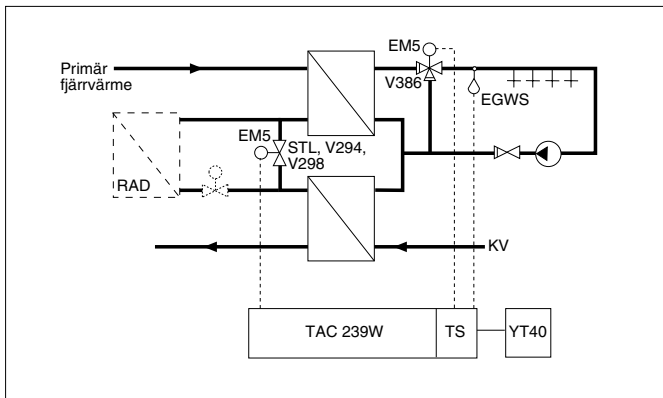 EM5
Primär
fjärrvärme
V386
EGWS
EM5
STL, V294,
V298
RAD
KV
TAC 239W
TS
YT40